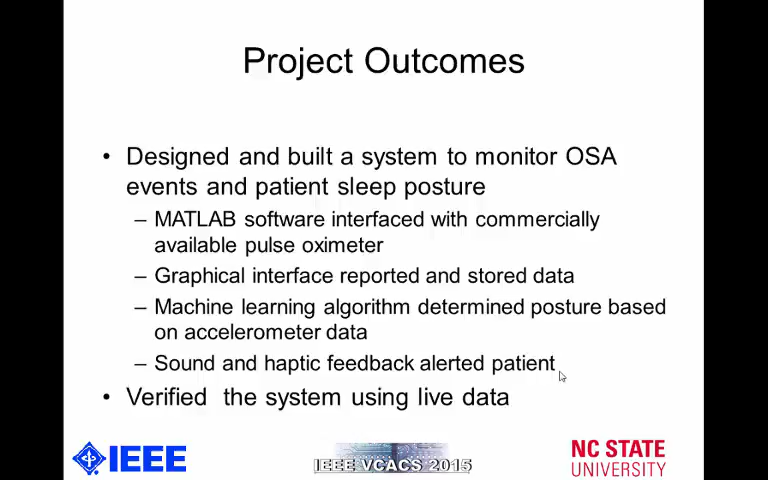 Project Outcomes
• Designed and built a system to monitor OSA
events and patient sleep posture
– MATLAB software interfaced with commercially
available pulse oximeter
– Graphical interface reported and stored data
– Machine learning algorithm determined posture based
on accelerometer data
– Sound and haptic feedback alerted patient
• Verified the system using live data
IEEE
IEEE VCACS 2015
NC STATE
UNIVERSITY